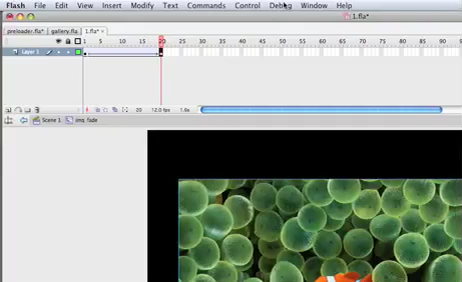 Flash File Edit View Insert Modify Text Commands Control Debug Window Help
1.fla*
preloader.fla* gallery.fla 1.fla*
1 5 10 15 20 25 30 35 40 45 50 55 60 65 70 75 80 85 90
Layer 1
20 12.0 fps 1.6s
Scene 1 img_fade